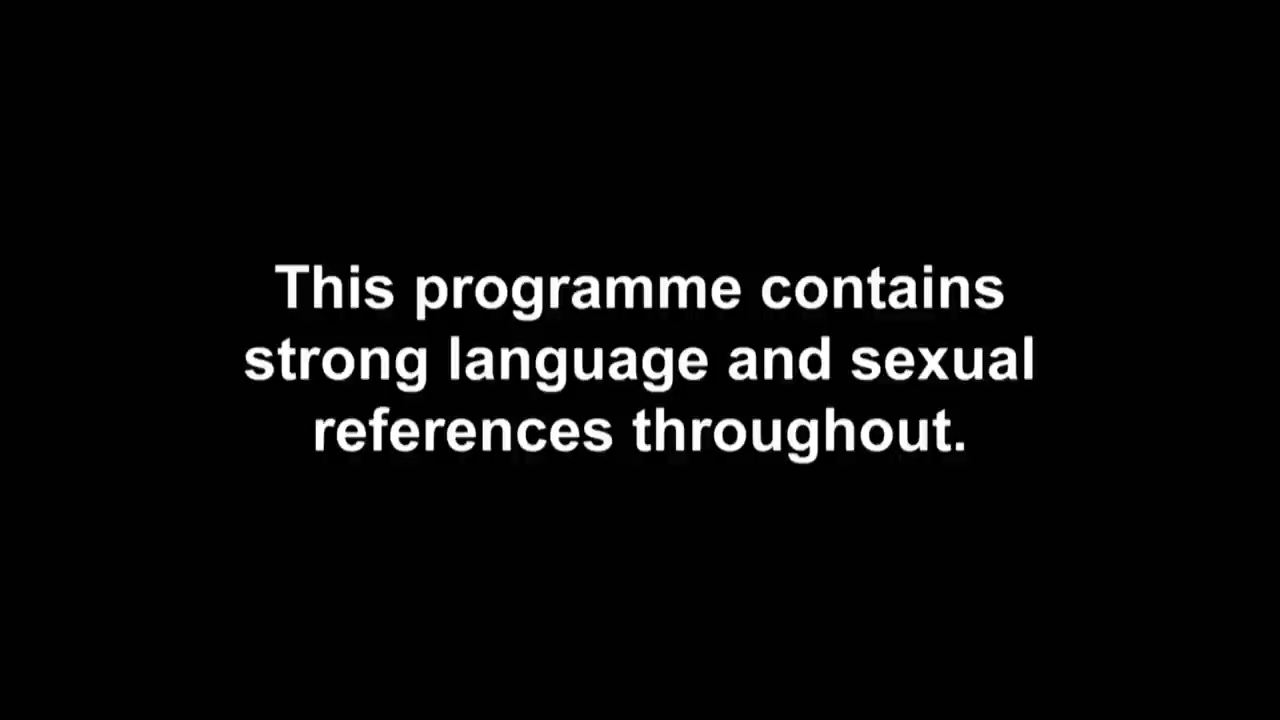 This programme contains
strong language and sexual
references throughout.